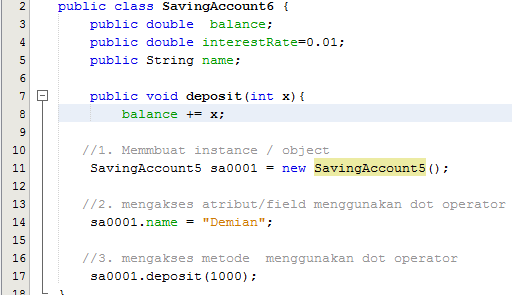 2 public class SavingAccount6 {
3 public double  balance;
4 public double interestRate=0.01;
5 public String name;
6
7 public void deposit(int x){
8 balance += x;
9
10 //1. Memmbuat instance / object
11 SavingAccount5 sa0001 = new SavingAccount5();
12
13 //2. mengakses atribut/field menggunakan dot operator
14 sa0001.name = "Demian";
15
16 //3. mengakses metode  menggunakan dot operator
17 sa0001.deposit(1000);
18 }